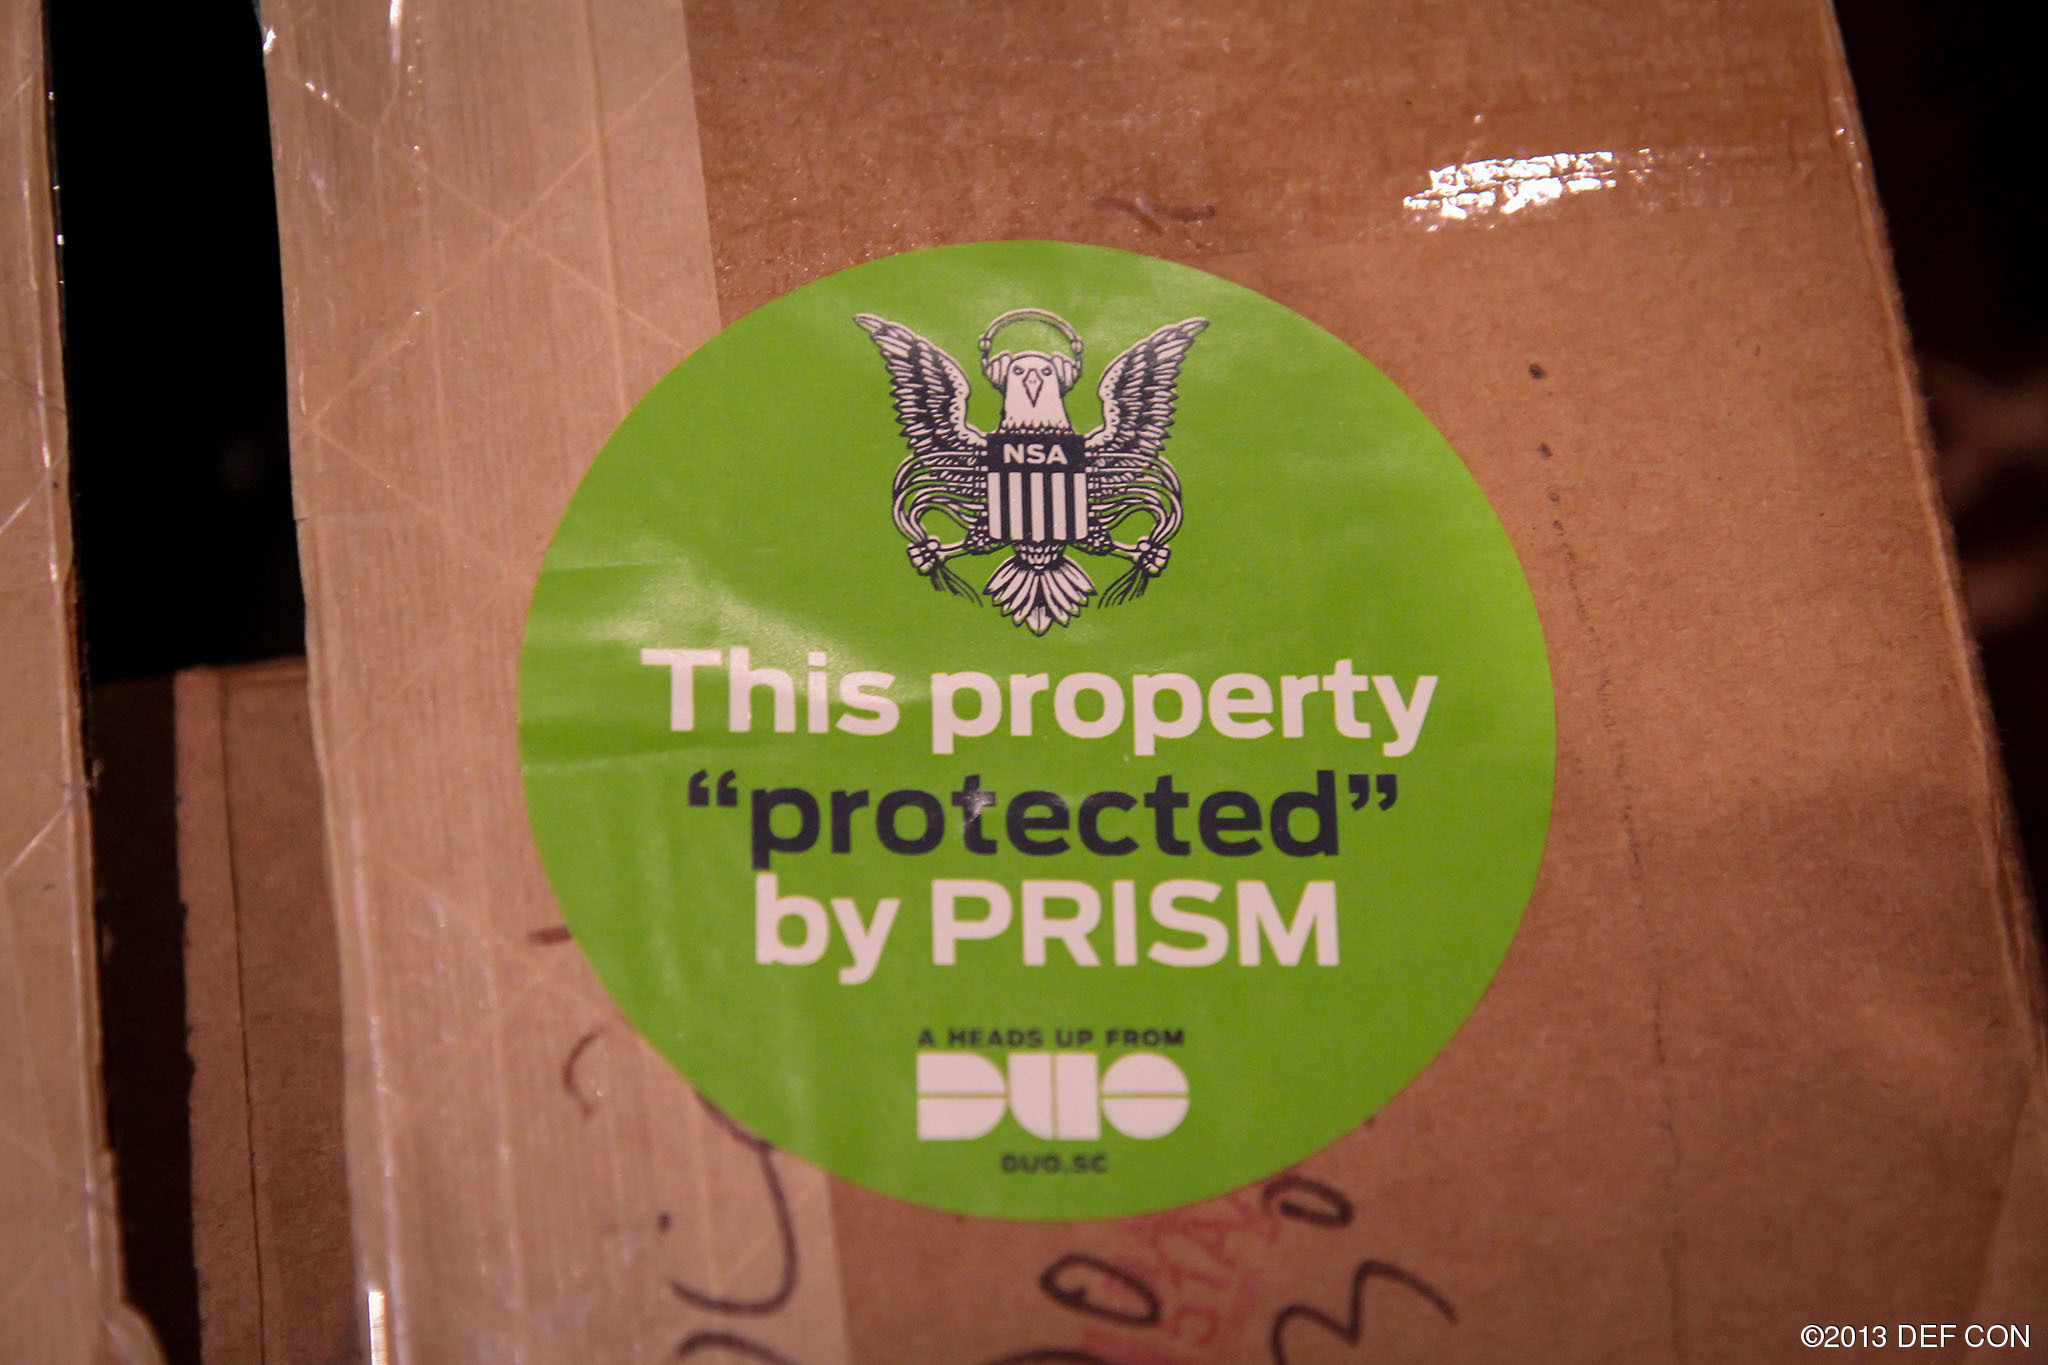 NSA
This property
“protected”
by PRISM
A HEADS UP FROM
DUO
DUO.SC
©2013 DEF CON